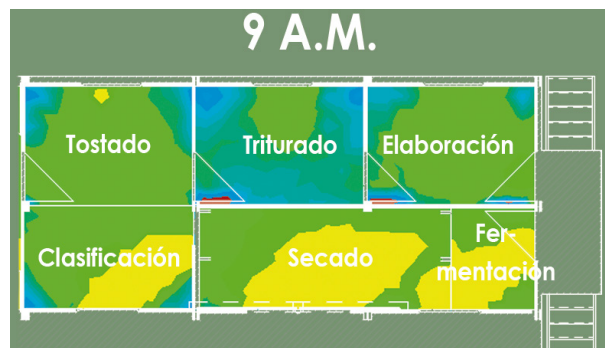 9 A.M.
Tostado
Triturado
Elaboración
Clasificación
Secado
Fer-
mentación